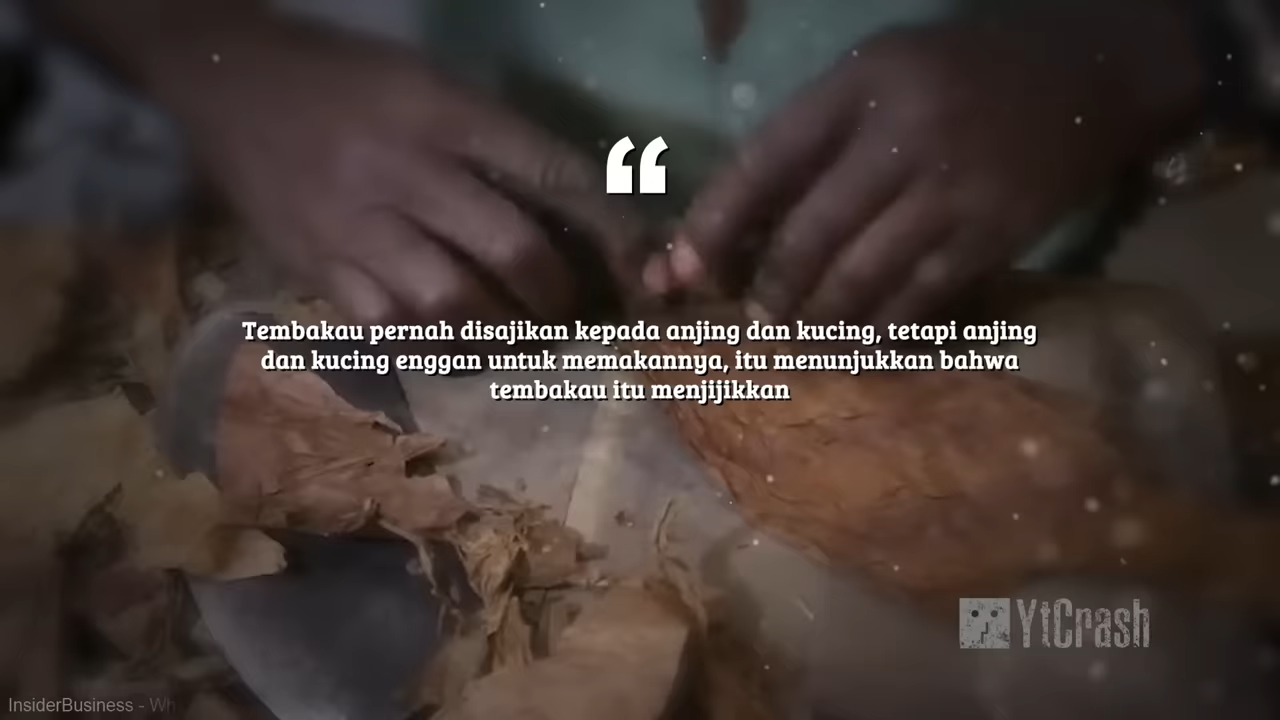 “
Tembakau pernah disajikan kepada anjing dan kucing, tetapi anjing
dan kucing enggan untuk memakannya, itu menunjukkan bahwa
tembakau itu menjijikkan
YtCrash
InsiderBusiness - Wh